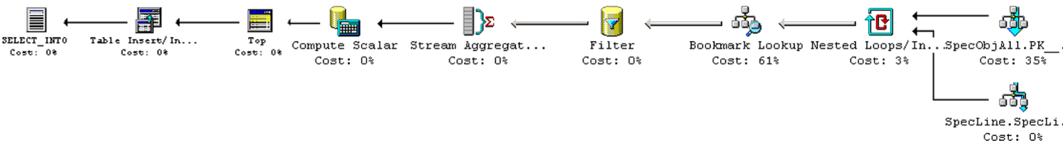 SELECT_INTO
Cost: 0%
Table Insert/In...
Cost: 0%
Top
Cost: 0%
Compute Scalar
Cost: 0%
Stream Aggregat...
Cost: 0%
Filter
Cost: 0%
Bookmark Lookup
Cost: 61%
Nested Loops/In...
Cost: 3%
SpecObjAll.PK__...
Cost: 35%
SpecLine.SpecLi...
Cost: 0%